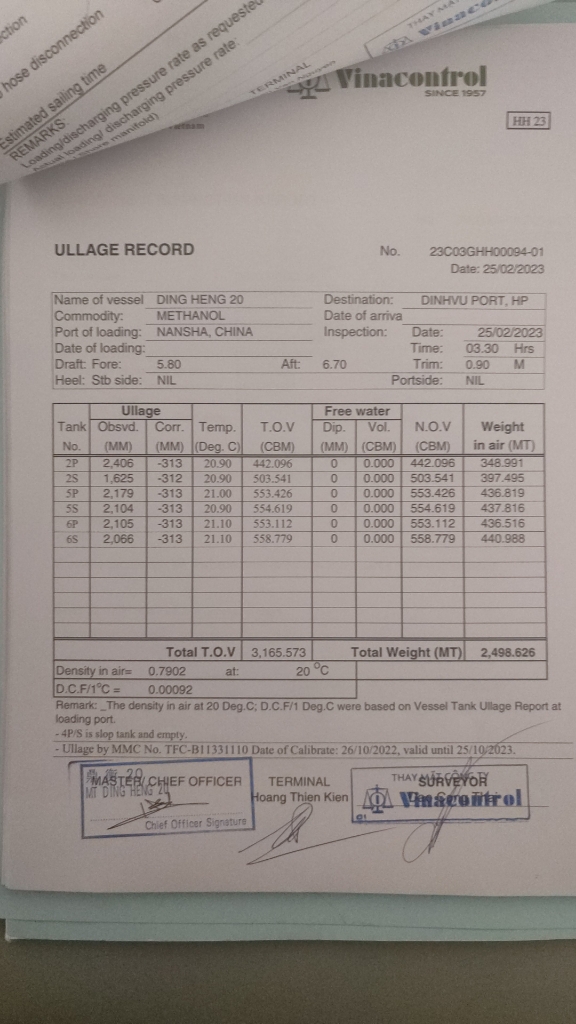 ction
hose disconnection
Estimated sailing time
REMARKS:
Loading/discharging pressure rate as requested
Actual loading/ discharging pressure rate
manifold)
TERMINAL
THAY MẶT
Vinacontrol
SINCE 1957
HH 23
ULLAGE RECORD
No. 23C03GHH00094-01
Date: 25/02/2023
Name of vessel DING HENG 20 Destination: DINHVU PORT, HP
Commodity: METHANOL Date of arriva
Port of loading: NANSHA, CHINA Inspection: Date: 25/02/2023
Date of loading: Time: 03.30 Hrs
Draft: Fore: 5.80 Aft: 6.70 Trim: 0.90 M
Heel: Stb side: NIL Portside: NIL
Ullage Free water
Tank Obsvd. Corr. Temp. T.O.V Dip. Vol. N.O.V Weight
No. (MM) (MM) (Deg. C) (CBM) (MM) (CBM) (CBM) in air (MT)
2P 2,406 -313 20.90 442.096 0 0.000 442.096 348.991
2S 1,625 -312 20.90 503.541 0 0.000 503.541 397.495
5P 2,179 -313 21.00 553.426 0 0.000 553.426 436.819
5S 2,104 -313 20.90 554.619 0 0.000 554.619 437.816
6P 2,105 -313 21.10 553.112 0 0.000 553.112 436.516
6S 2,066 -313 21.10 558.779 0 0.000 558.779 440.988
Total T.O.V 3,165.573 Total Weight (MT) 2,498.626
Density in air= 0.7902 at: 20 °C
D.C.F/1°C = 0.00092
Remark: _The density in air at 20 Deg.C; D.C.F/1 Deg.C were based on Vessel Tank Ullage Report at
loading port.
- 4P/S is slop tank and empty.
- Ullage by MMC No. TFC-B11331110 Date of Calibrate: 26/10/2022, valid until 25/10/2023.
MASTER/CHIEF OFFICER TERMINAL SURVEYOR
MT DING HENG 20
Hoang Thien Kien
Chief Officer Signature
THAY MẶT CÔNG TY
Vinacontrol